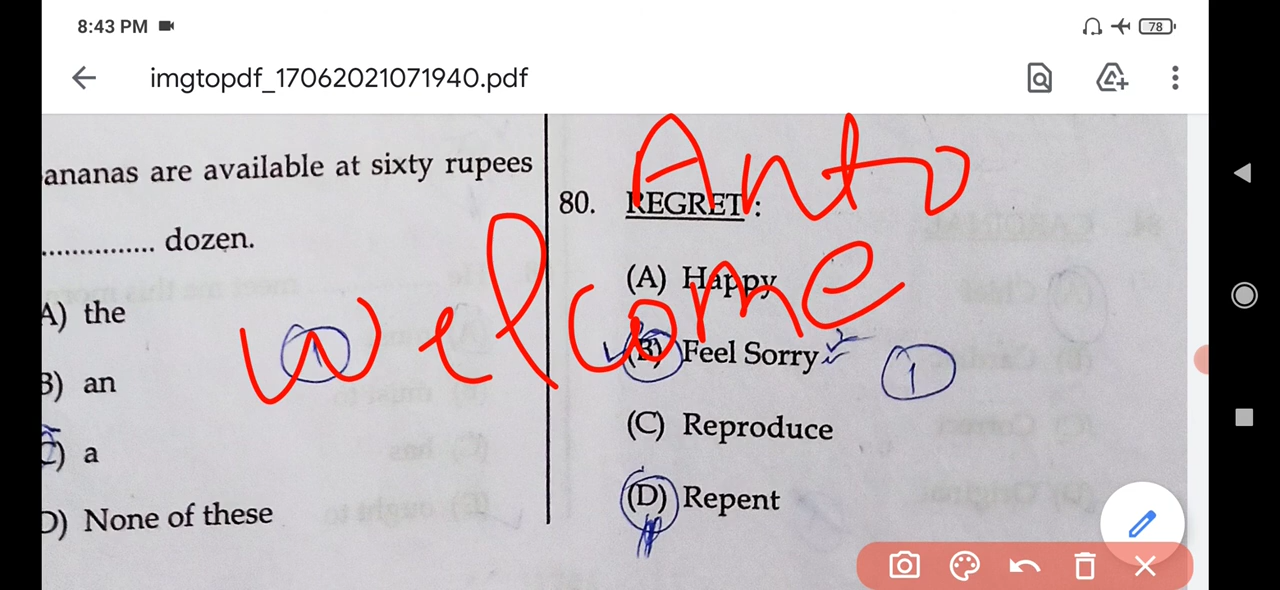 8:43 PM
78
imgtopdf_17062021071940.pdf
ananas are available at sixty rupees
............... dozen.
A) the
B) an
C) a
D) None of these
1
Anto
Welcome
80. REGRET :
(A) Happy
(B) Feel Sorry
1
(C) Reproduce
(D) Repent